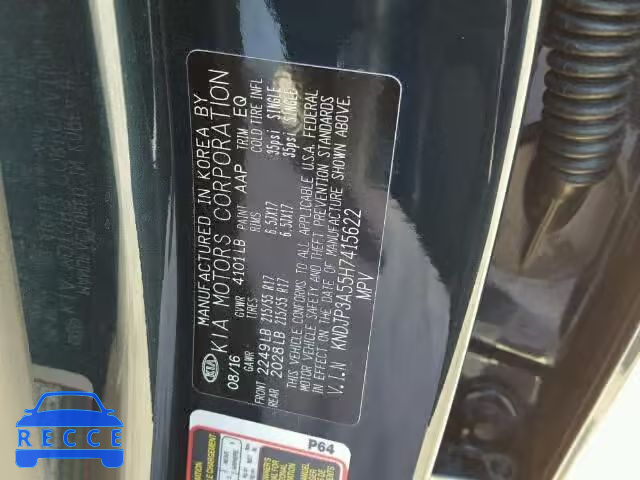 MANUFACTURED IN KOREA BY
KIA MOTORS CORPORATION
KIA
08/16 GVWR 4101LB PAINT AAP TRIM EQ
GAWR TIRES RIMS COLD TIRE INFL
FRONT 2249LB 215/55 R17 6.5JX17 35psi SINGLE
REAR 2028LB 215/55 R17 6.5JX17 35psi SINGLE
THIS VEHICLE CONFORMS TO ALL APPLICABLE U.S.A. FEDERAL
MOTOR VEHICLE SAFETY AND THEFT PREVENTION STANDARDS
IN EFFECT ON THE DATE OF MANUFACTURE SHOWN ABOVE.
V.I.N KNDJP3A55H7415622
MPV
P64
RECCE